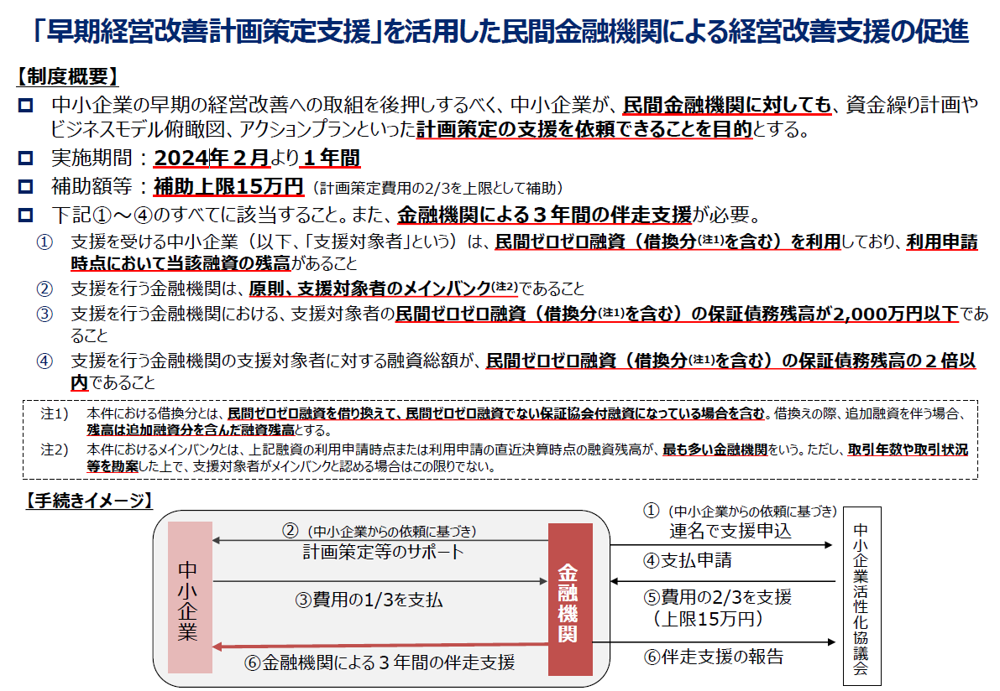 「早期経営改善計画策定支援」を活用した民間金融機関による経営改善支援の促進
【制度概要】
中小企業の早期の経営改善への取組を後押しするべく、中小企業が、民間金融機関に対しても、資金繰り計画や
ビジネスモデル俯瞰図、アクションプランといった計画策定の支援を依頼できることを目的とする。
実施期間：2024年２月より１年間
補助額等：補助上限15万円（計画策定費用の2/3を上限として補助）
下記①～④のすべてに該当すること。また、金融機関による３年間の伴走支援が必要。
① 支援を受ける中小企業（以下、「支援対象者」という）は、民間ゼロゼロ融資（借換分(注1)を含む）を利用しており、利用申請
時点において当該融資の残高があること
② 支援を行う金融機関は、原則、支援対象者のメインバンク(注2)であること
③ 支援を行う金融機関における、支援対象者の民間ゼロゼロ融資（借換分(注1)を含む）の保証債務残高が2,000万円以下であ
ること
④ 支援を行う金融機関の支援対象者に対する融資総額が、民間ゼロゼロ融資（借換分(注1)を含む）の保証債務残高の２倍以
内であること
注1) 本件における借換分とは、民間ゼロゼロ融資を借り換えて、民間ゼロゼロ融資でない保証協会付融資になっている場合を含む。借換えの際、追加融資を伴う場合、
残高は追加融資分を含んだ融資残高とする。
注2) 本件におけるメインバンクとは、上記融資の利用申請時点または利用申請の直近決算時点の融資残高が、最も多い金融機関をいう。ただし、取引年数や取引状況
等を勘案した上で、支援対象者がメインバンクと認める場合はこの限りでない。
【手続きイメージ】
中小企業
②（中小企業からの依頼に基づき）
計画策定等のサポート
③費用の1/3を支払
⑥金融機関による３年間の伴走支援
金融機関
①（中小企業からの依頼に基づき）
連名で支援申込
④支払申請
⑤費用の2/3を支援
（上限15万円）
⑥伴走支援の報告
中小企業活性化協議会